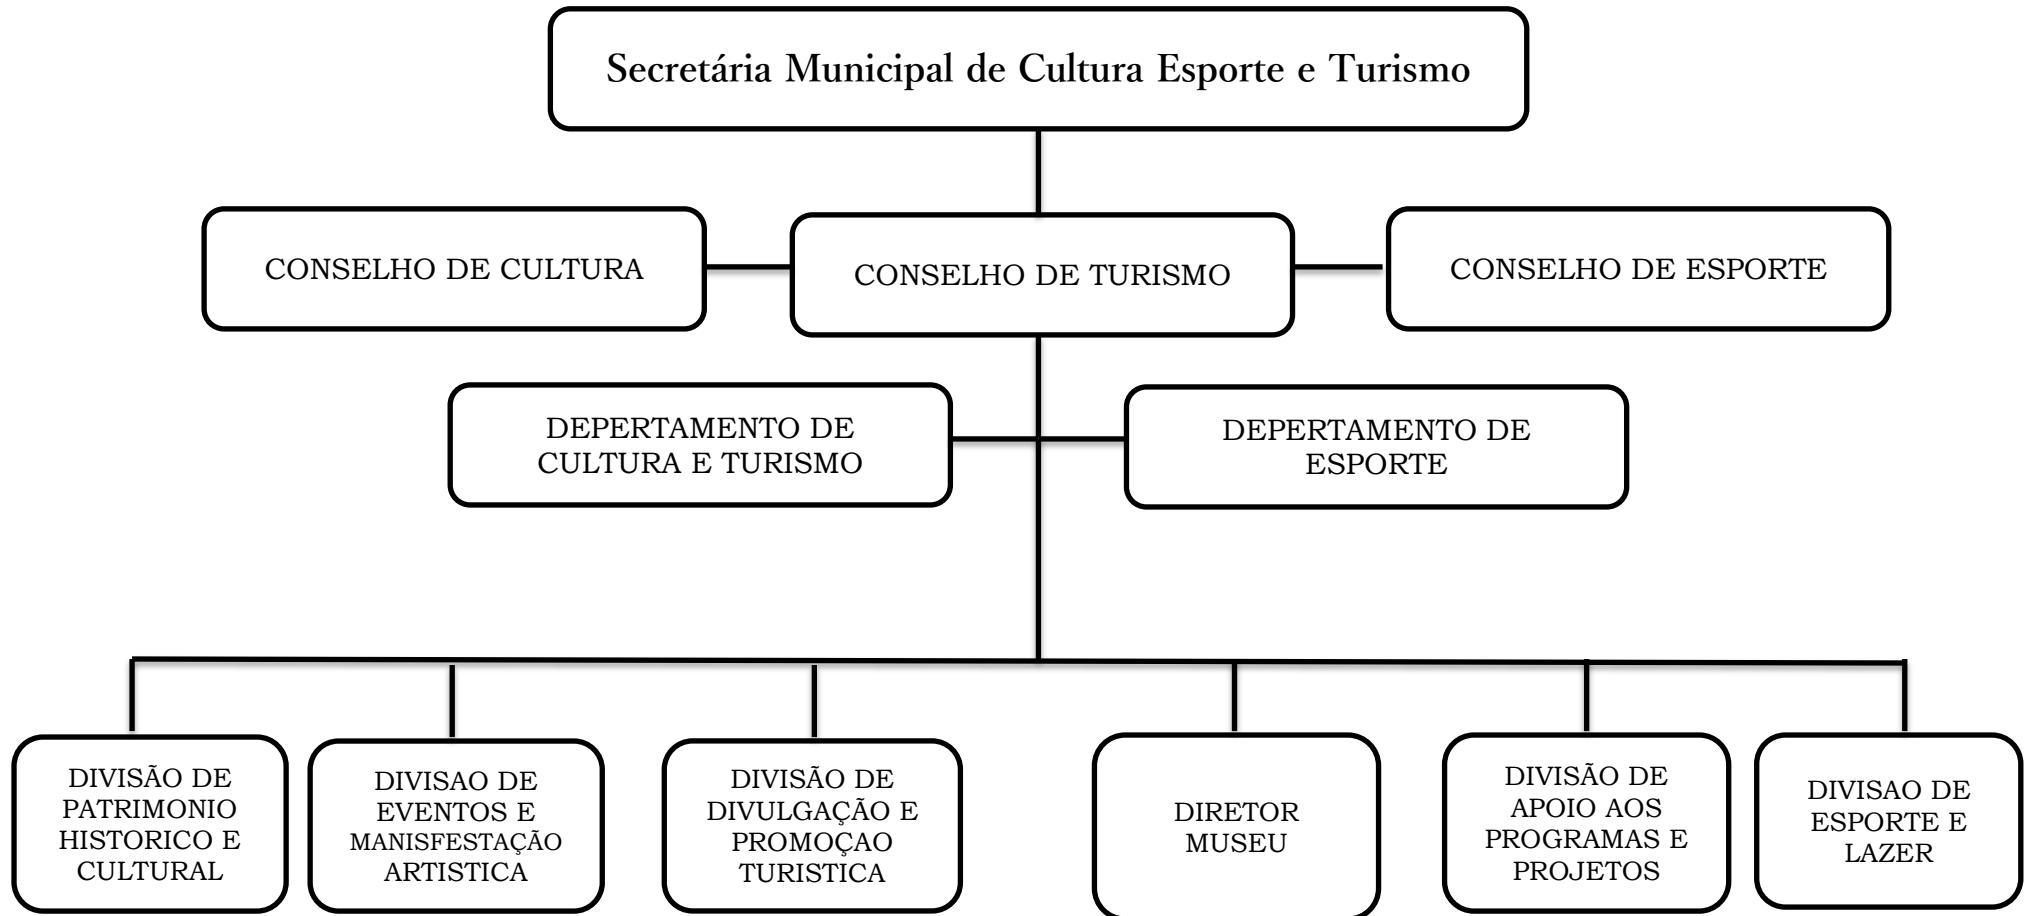 Secretária Municipal de Cultura Esporte e Turismo
CONSELHO DE CULTURA
CONSELHO DE TURISMO
CONSELHO DE ESPORTE
DEPERTAMENTO DE
CULTURA E TURISMO
DEPERTAMENTO DE
ESPORTE
DIVISÃO DE
PATRIMONIO
HISTORICO E
CULTURAL
DIVISAO DE
EVENTOS E
MANISFESTAÇÃO
ARTISTICA
DIVISÃO DE
DIVULGAÇÃO E
PROMOÇAO
TURISTICA
DIRETOR
MUSEU
DIVISÃO DE
APOIO AOS
PROGRAMAS E
PROJETOS
DIVISAO DE
ESPORTE E
LAZER